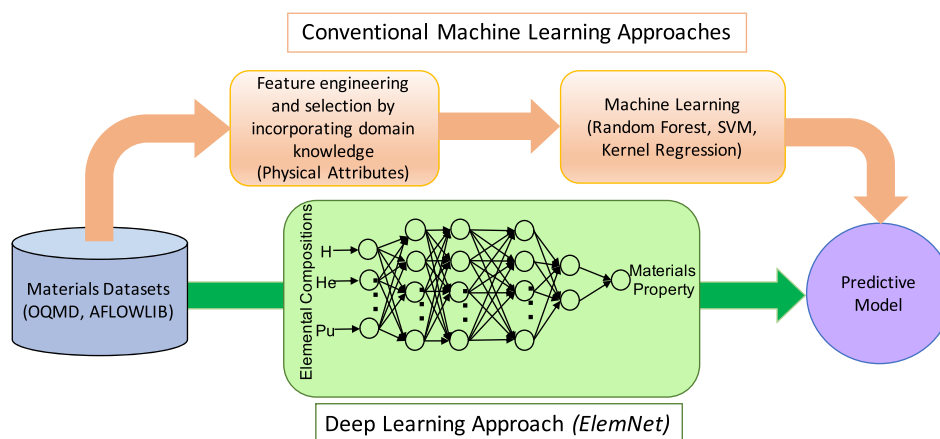 Conventional Machine Learning Approaches
Feature engineering
and selection by
incorporating domain
knowledge
(Physical Attributes)
Machine Learning
(Random Forest, SVM,
Kernel Regression)
Materials Datasets
(OQMD, AFLOWLIB)
Elemental Compositions
H
He
Pu
Materials
Property
Predictive
Model
Deep Learning Approach (ElemNet)